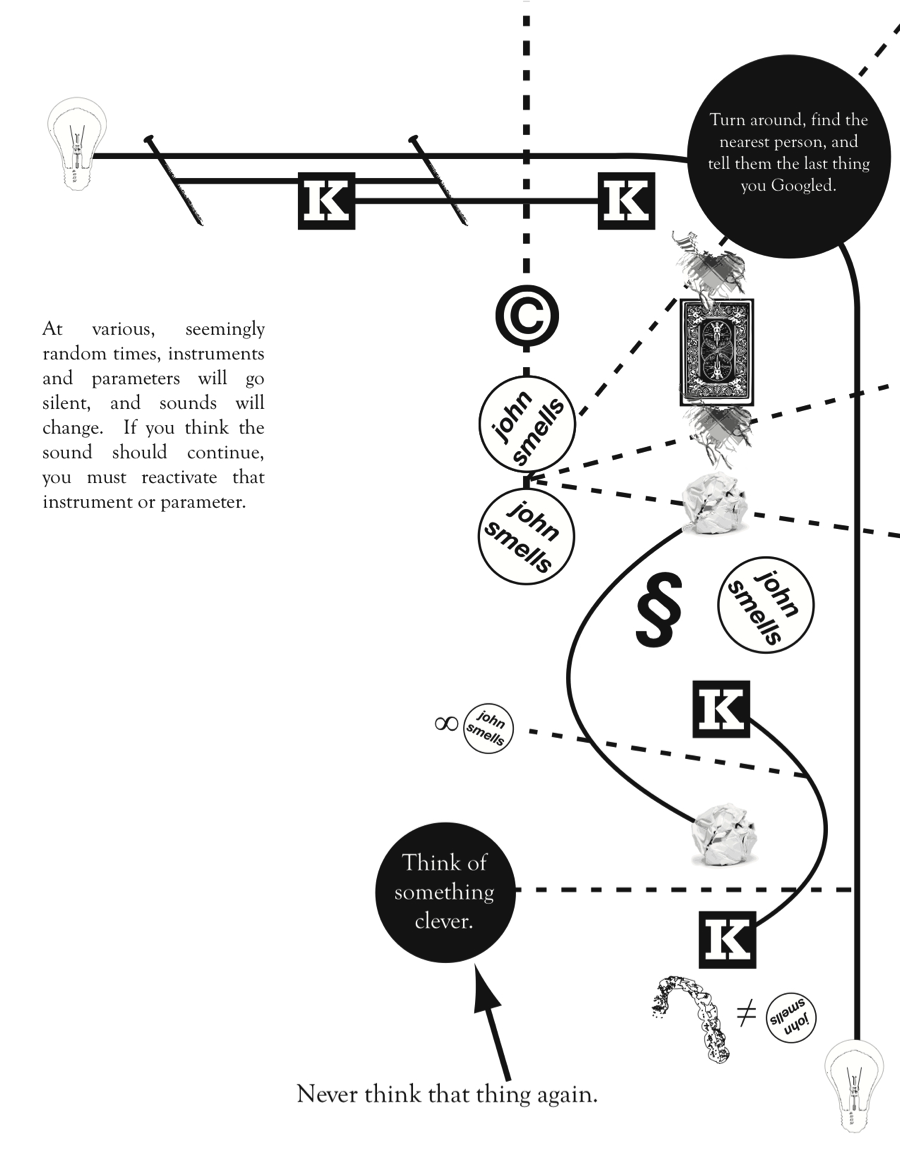 Turn around, find the
nearest person, and
tell them the last thing
you Googled.
K
K
©
At various, seemingly
random times, instruments
and parameters will go
silent, and sounds will
change. If you think the
sound should continue,
you must reactivate that
instrument or parameter.
john
smells
john
smells
§
john
smells
K
∞
john
smells
Think of
something
clever.
K
≠
john
smells
Never think that thing again.